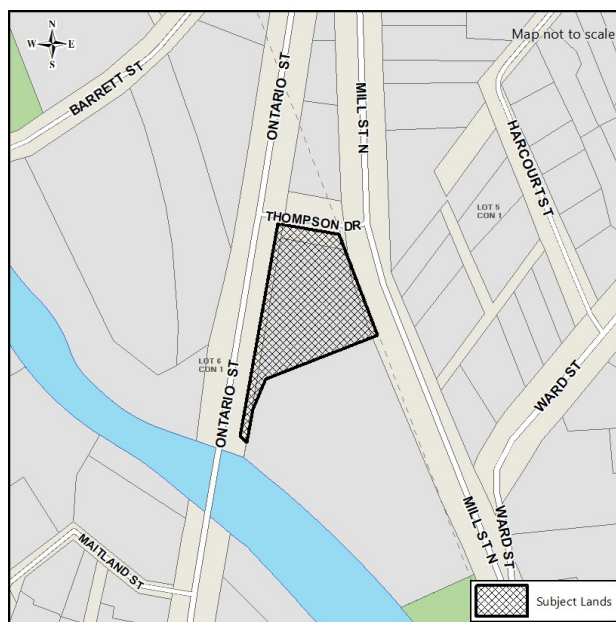 N
W E
S
Map not to scale
BARRETT ST
ONTARIO ST
MILL ST N
HARCOURT ST
THOMPSON DR
LOT 5
CON 1
LOT 6
CON 1
ONTARIO ST
WARD ST
MAITLAND ST
MILL ST N
WARD ST
Subject Lands